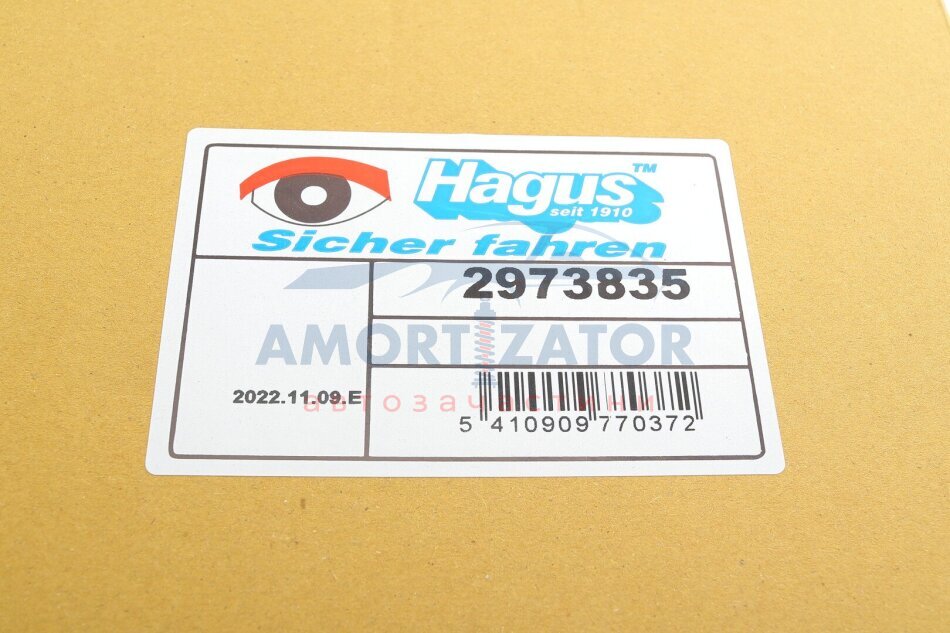 Hagus™
seit 1910
Sicher fahren
2973835
AMORTIZATOR
2022.11.09.E
автозапчастини
5 410909 770372